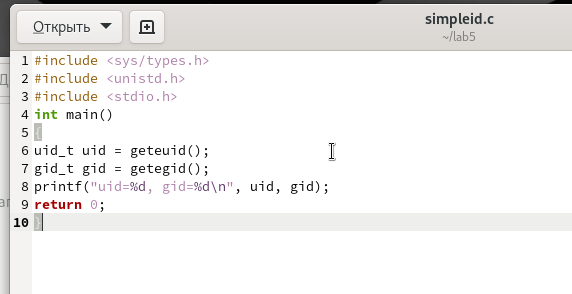 Открыть
simpleid.c
~/lab5
1 #include <sys/types.h>
2 #include <unistd.h>
3 #include <stdio.h>
4 int main()
5 {
6 uid_t uid = geteuid();
7 gid_t gid = getegid();
8 printf("uid=%d, gid=%d\n", uid, gid);
9 return 0;
10 }